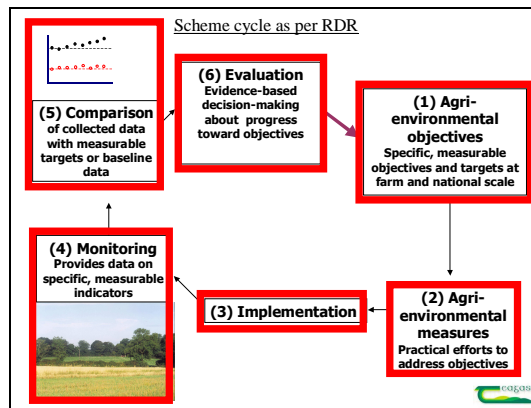 Scheme cycle as per RDR
(1) Agri-
environmental
objectives
Specific, measurable
objectives and targets at
farm and national scale
(2) Agri-
environmental
measures
Practical efforts to
address objectives
(3) Implementation
(4) Monitoring
Provides data on
specific, measurable
indicators
(5) Comparison
of collected data
with measurable
targets or baseline
data
(6) Evaluation
Evidence-based
decision-making
about progress
toward objectives
teagasc